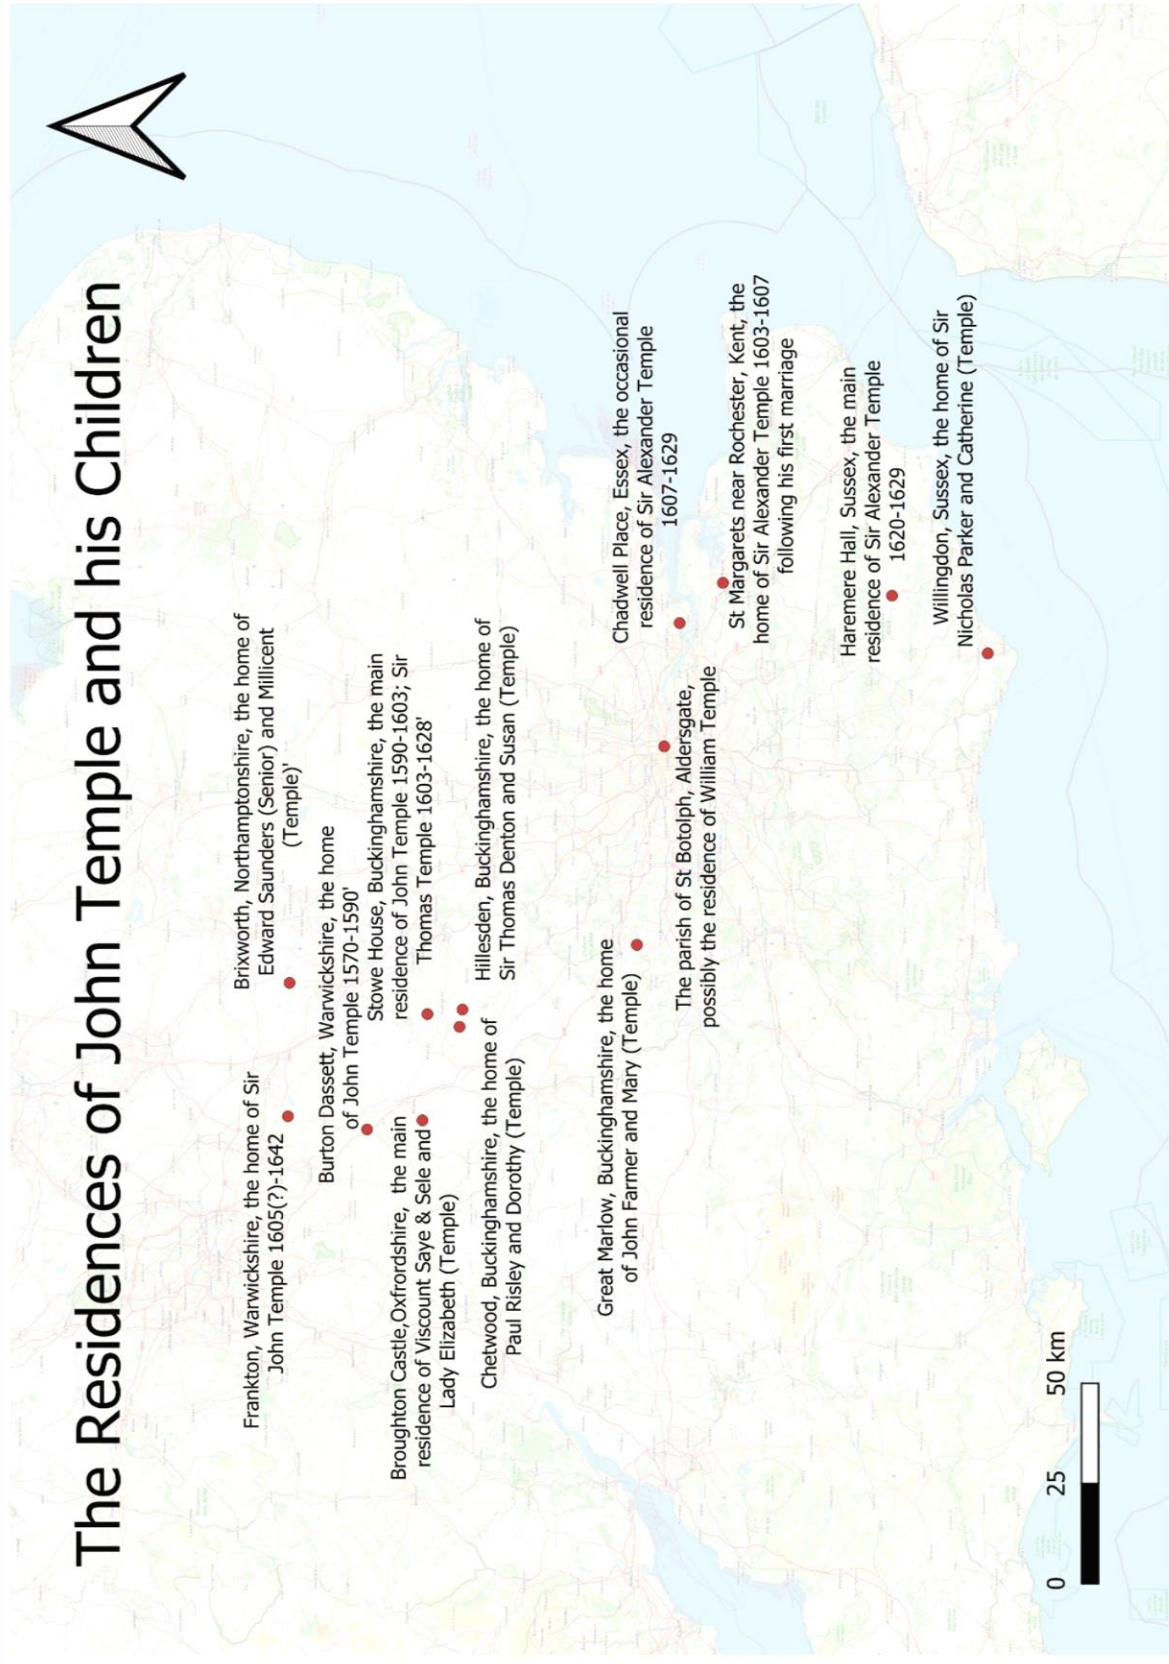 The Residences of John Temple and his Children
Frankton, Warwickshire, the home of Sir
John Temple 1605(?)-1642
Brixworth, Northamptonshire, the home of
Edward Saunders (Senior) and Millicent
(Temple)'
Burton Dassett, Warwickshire, the home
of John Temple 1570-1590'
Stowe House, Buckinghamshire, the main
residence of John Temple 1590-1603; Sir
Thomas Temple 1603-1628'
Broughton Castle,Oxfrordshire, the main
residence of Viscount Saye & Sele and
Lady Elizabeth (Temple)
Chetwood, Buckinghamshire, the home of
Paul Risley and Dorothy (Temple)
Hillesden, Buckinghamshire, the home of
Sir Thomas Denton and Susan (Temple)
Great Marlow, Buckinghamshire, the home
of John Farmer and Mary (Temple)
Chadwell Place, Essex, the occasional
residence of Sir Alexander Temple
1607-1629
The parish of St Botolph, Aldersgate,
possibly the residence of William Temple
St Margarets near Rochester, Kent, the
home of Sir Alexander Temple 1603-1607
following his first marriage
Haremere Hall, Sussex, the main
residence of Sir Alexander Temple
1620-1629
Willingdon, Sussex, the home of Sir
Nicholas Parker and Catherine (Temple)
0 25 50 km